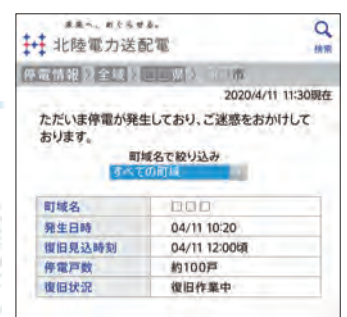 未来へ、めぐらせる。
北陸電力送配電
検索
停電情報 》 全域 》 □□県 》 □□市
2020/4/11 11:30現在
ただいま停電が発生しており、ご迷惑をおかけして
おります。
町域名で絞り込み
すべての町域
町域名 □□□
発生日時 04/11 10:20
復旧見込時刻 04/11 12:00頃
停電戸数 約100戸
復旧状況 復旧作業中